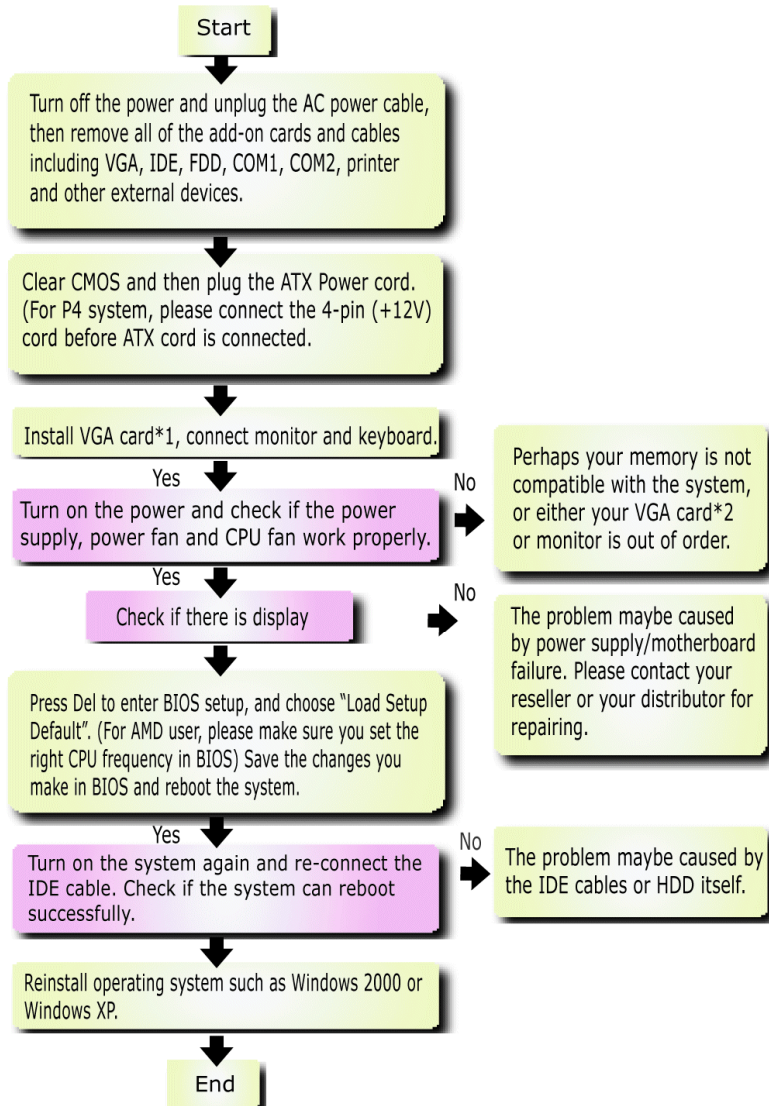 Start
Turn off the power and unplug the AC power cable,
then remove all of the add-on cards and cables
including VGA, IDE, FDD, COM1, COM2, printer
and other external devices.
Clear CMOS and then plug the ATX Power cord.
(For P4 system, please connect the 4-pin (+12V)
cord before ATX cord is connected.
Install VGA card*1, connect monitor and keyboard.
Yes
No
Turn on the power and check if the power
supply, power fan and CPU fan work properly.
Perhaps your memory is not
compatible with the system,
or either your VGA card*2
or monitor is out of order.
Yes
No
Check if there is display
The problem maybe caused
by power supply/motherboard
failure. Please contact your
reseller or your distributor for
repairing.
Press Del to enter BIOS setup, and choose “Load Setup
Default”. (For AMD user, please make sure you set the
right CPU frequency in BIOS) Save the changes you
make in BIOS and reboot the system.
Yes
No
Turn on the system again and re-connect the
IDE cable. Check if the system can reboot
successfully.
The problem maybe caused by
the IDE cables or HDD itself.
Reinstall operating system such as Windows 2000 or
Windows XP.
End